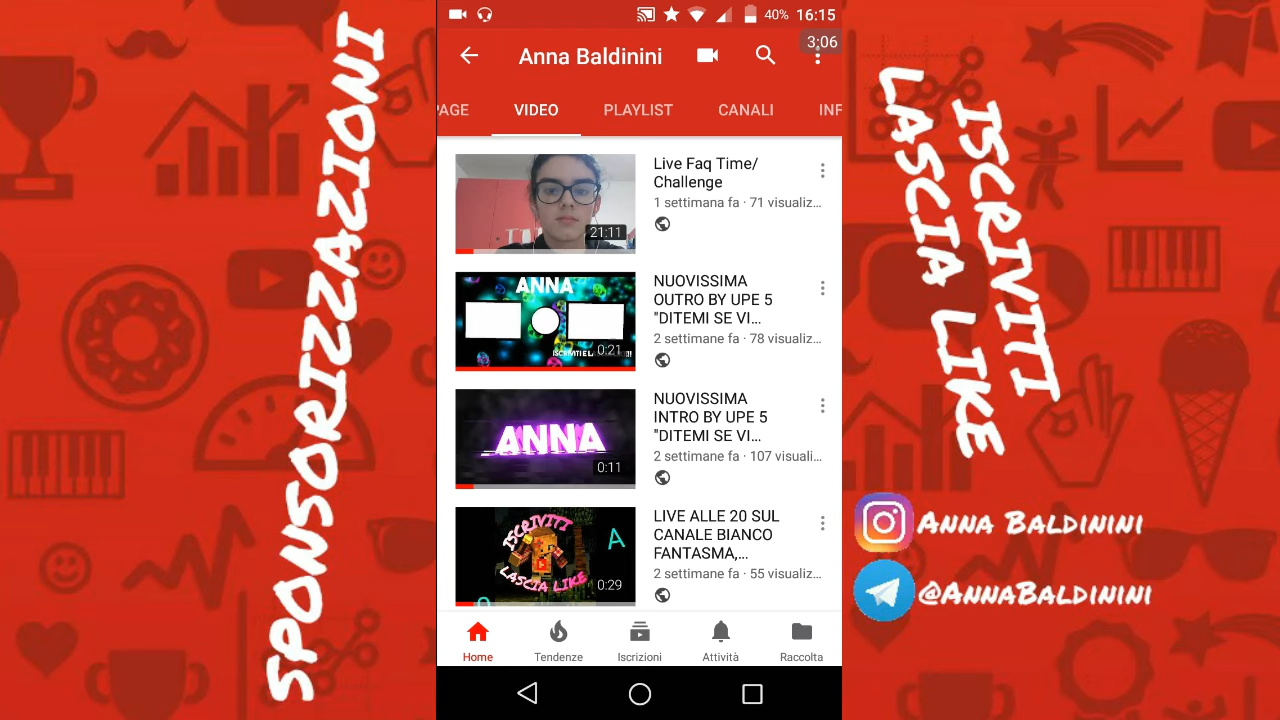 SPONSORIZZAZIONI
40% 16:15
Anna Baldinini
3:06
PAGE VIDEO PLAYLIST CANALI INF
Live Faq Time/
Challenge
1 settimana fa · 71 visualiz...
21:11
ANNA
0:21
NUOVISSIMA
OUTRO BY UPE 5
"DITEMI SE VI...
2 settimane fa · 78 visualiz...
ANNA
0:11
NUOVISSIMA
INTRO BY UPE 5
"DITEMI SE VI...
2 settimane fa · 107 visuali...
ISCRIVITI
LASCIA LIKE
A
0:29
LIVE ALLE 20 SUL
CANALE BIANCO
FANTASMA,...
2 settimane fa · 55 visualiz...
Home Tendenze Iscrizioni Attività Raccolta
ISCRIVITI
LASCIA LIKE
Anna Baldinini
@AnnaBaldinini